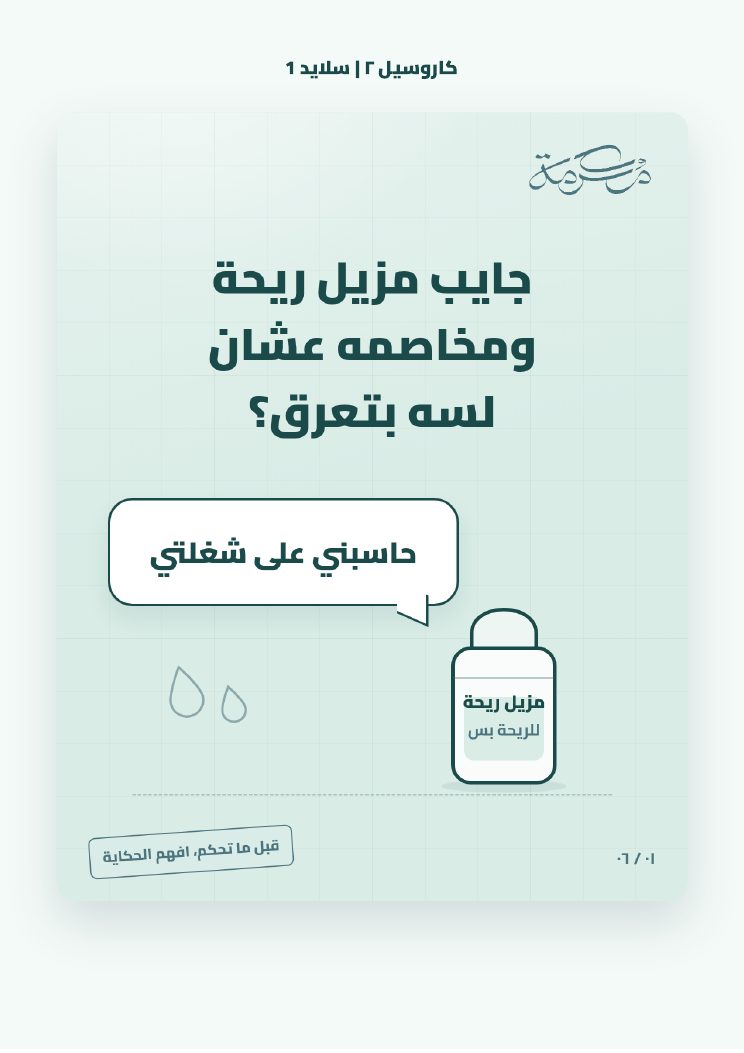 كاروسيل ٢ | سلايد 1
جايب مزيل ريحة
ومخاصمه عشان
لسه بتعرق؟
حاسبني على شغلتي
مزيل ريحة
للريحة بس
قبل ما تحكم، افهم الحكاية
٠١ / ٠٦